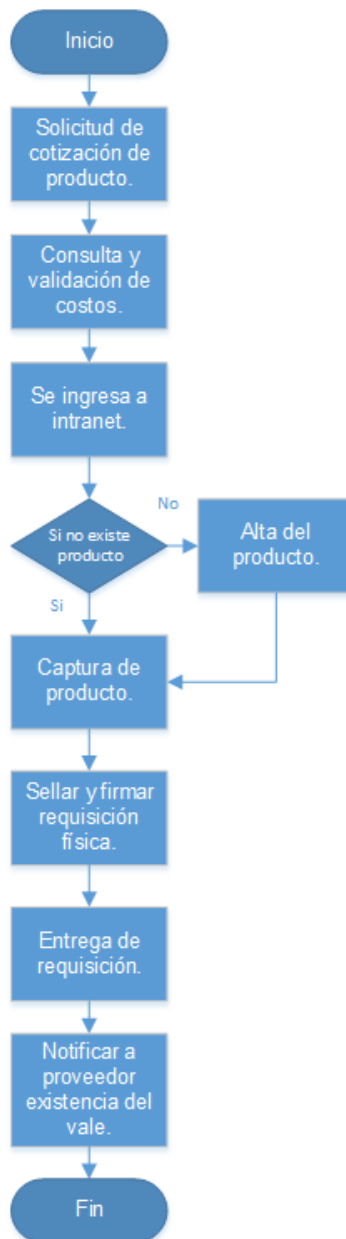 Inicio
Solicitud de
cotización de
producto.
Consulta y
validación de
costos.
Se ingresa a
intranet.
Si no existe
producto
No
Alta del
producto.
Si
Captura de
producto.
Sellar y firmar
requisición
física.
Entrega de
requisición.
Notificar a
proveedor
existencia del
vale.
Fin